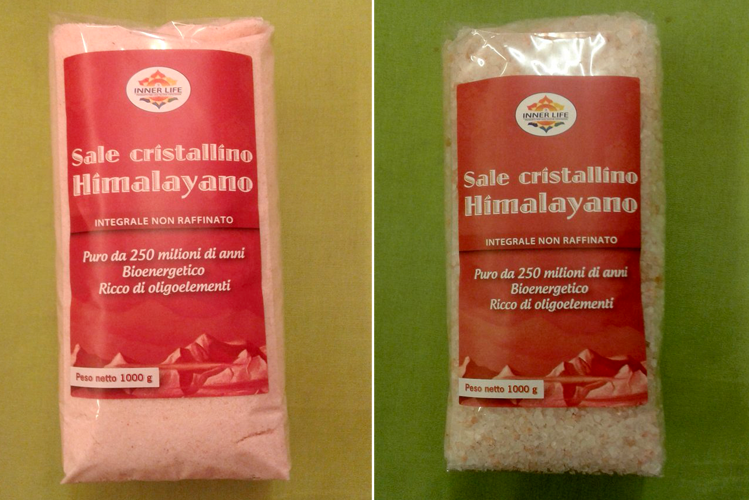 INNER LIFE
Sale cristallino
Himalayano
INTEGRALE NON RAFFINATO
Puro da 250 milioni di anni
Bioenergetico
Ricco di oligoelementi
Peso netto 1000 g
INNER LIFE
Sale cristallino
Himalayano
INTEGRALE NON RAFFINATO
Puro da 250 milioni di anni
Bioenergetico
Ricco di oligoelementi
Peso netto 1000 g